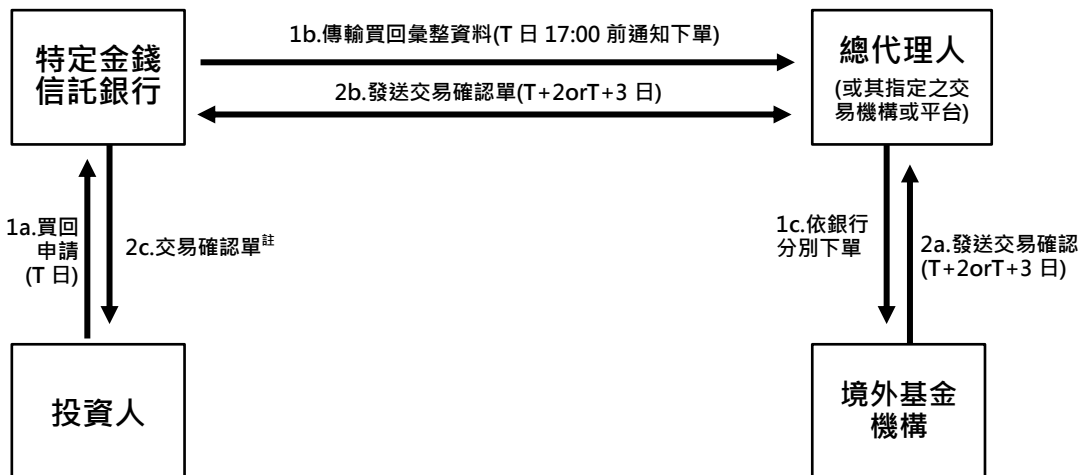 特定金錢
信託銀行
1b.傳輸買回彙整資料(T 日 17:00 前通知下單)
2b.發送交易確認單(T+2orT+3 日)
總代理人
(或其指定之交
易機構或平台)
1a.買回
申請
(T 日)
2c.交易確認單註
1c.依銀行
分別下單
2a.發送交易確認
(T+2orT+3 日)
投資人
境外基金
機構